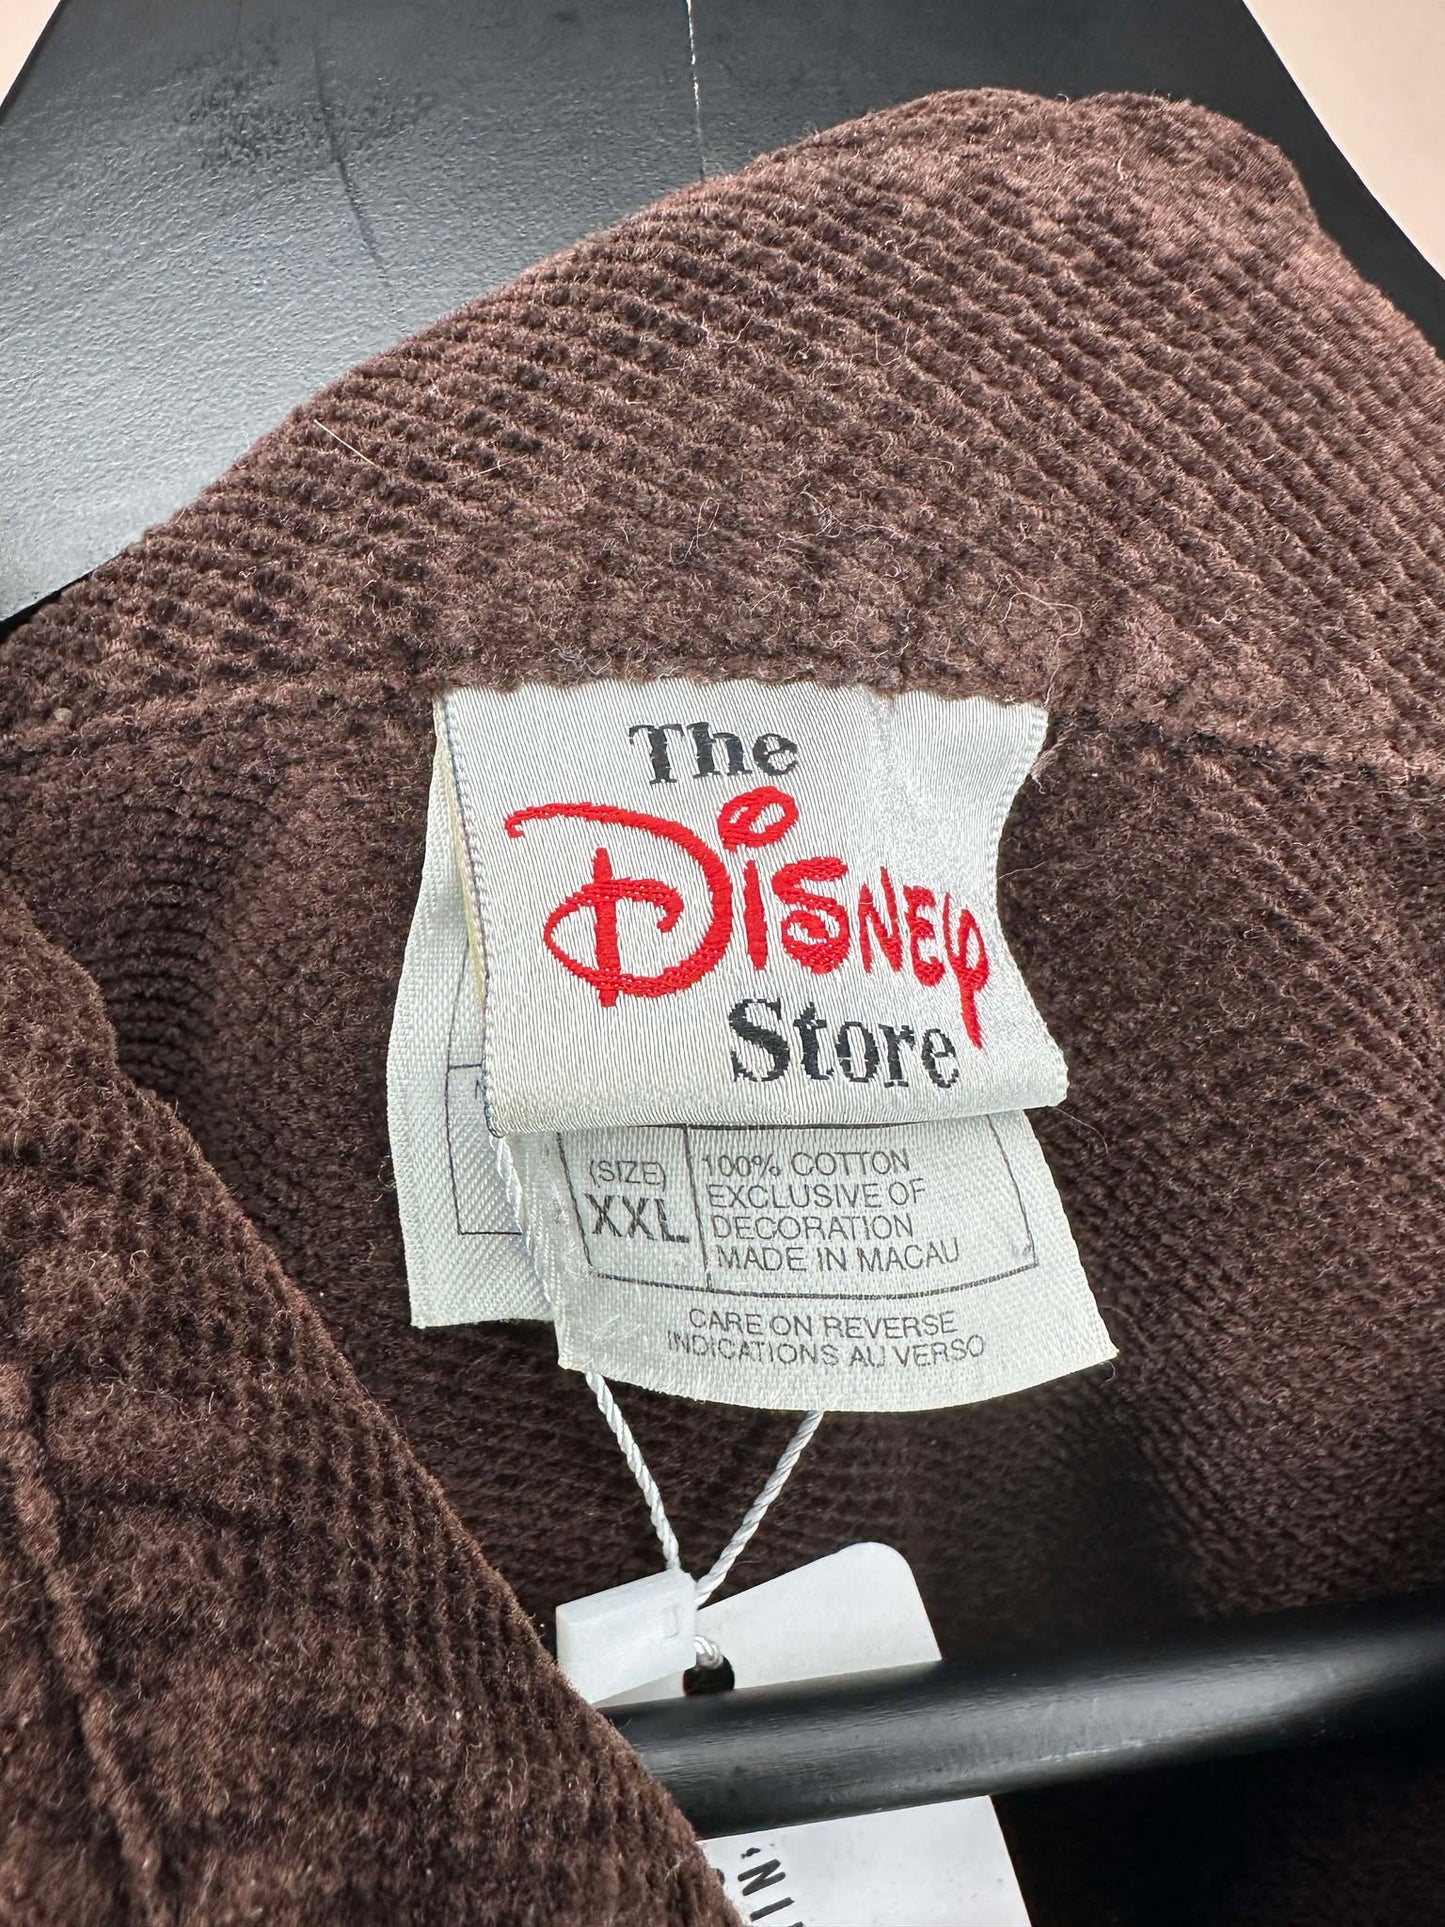 The
Disney
Store
(SIZE)
XXL
100% COTTON
EXCLUSIVE OF
DECORATION
MADE IN MACAU
CARE ON REVERSE
INDICATIONS AU VERSO